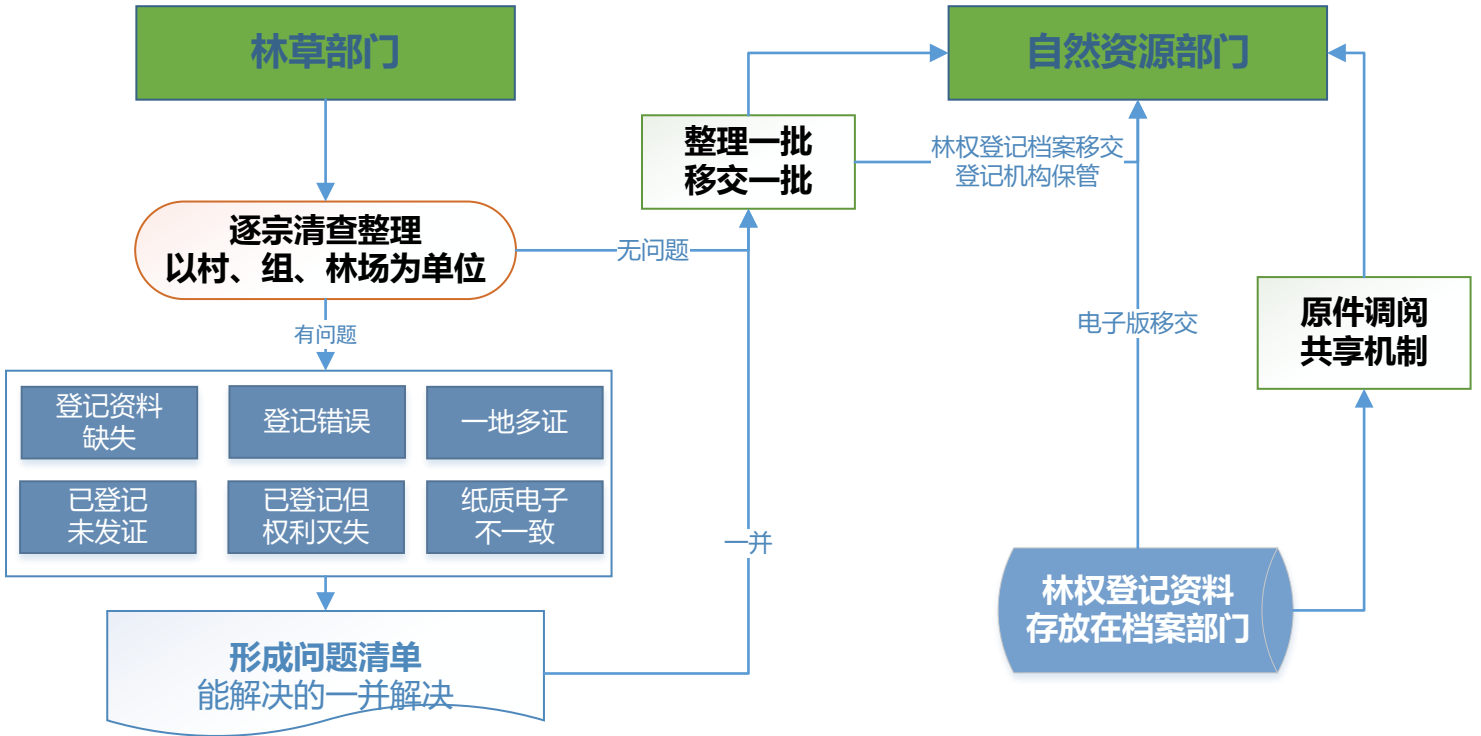 林草部门
自然资源部门
整理一批
移交一批
林权登记档案移交
登记机构保管
逐宗清查整理
以村、组、林场为单位
无问题
有问题
电子版移交
原件调阅
共享机制
登记资料
缺失
登记错误
一地多证
已登记
未发证
已登记但
权利灭失
纸质电子
不一致
一并
林权登记资料
存放在档案部门
形成问题清单
能解决的一并解决